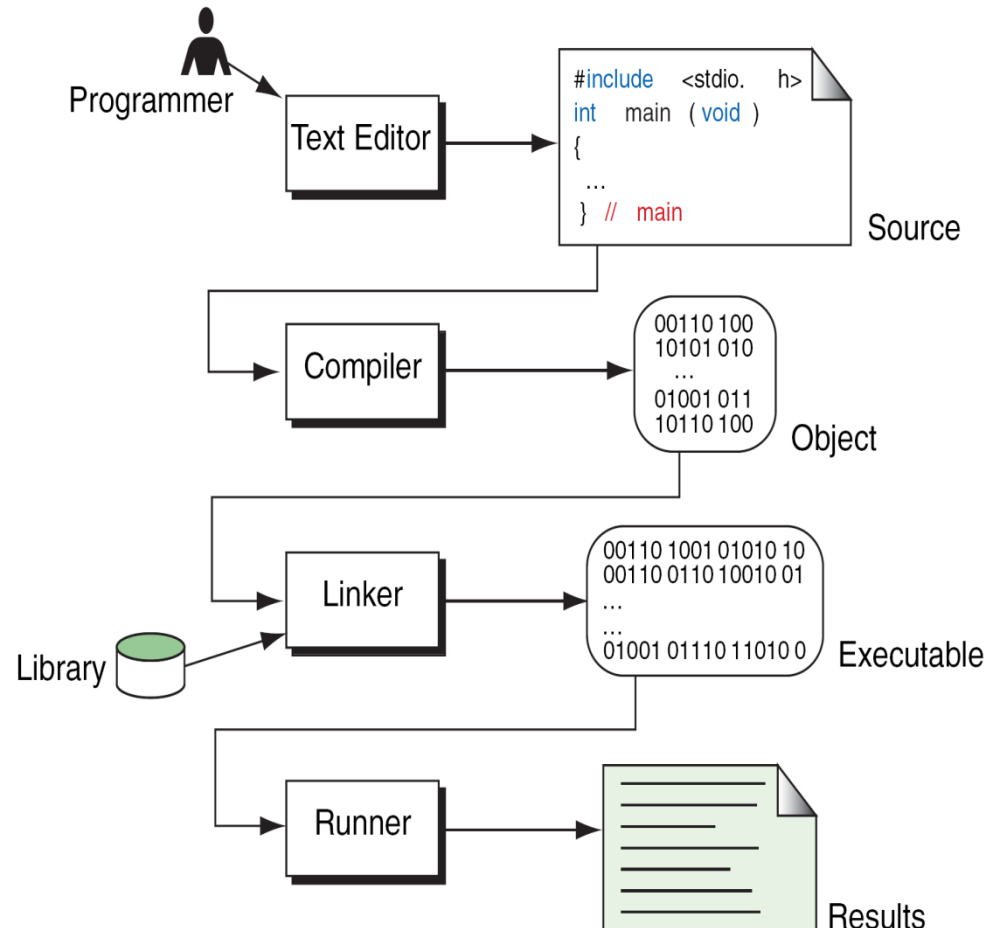 Programmer
Text Editor
#include <stdio. h>
int main ( void )
{
...
} // main
Source
Compiler
00110 100
10101 010
...
01001 011
10110 100
Object
Linker
Library
00110 1001 01010 10
00110 0110 10010 01
...
...
01001 01110 11010 0
Executable
Runner
Results